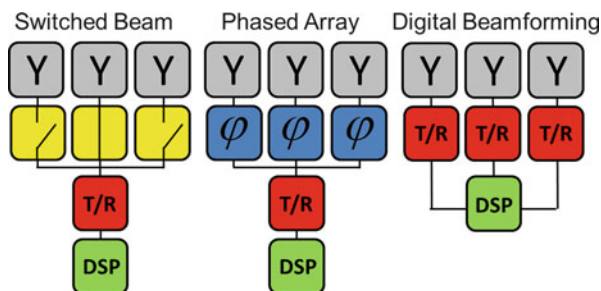 Switched Beam Phased Array Digital Beamforming
Y Y Y Y Y Y Y Y Y
φ φ φ T/R T/R T/R
T/R T/R DSP
DSP DSP